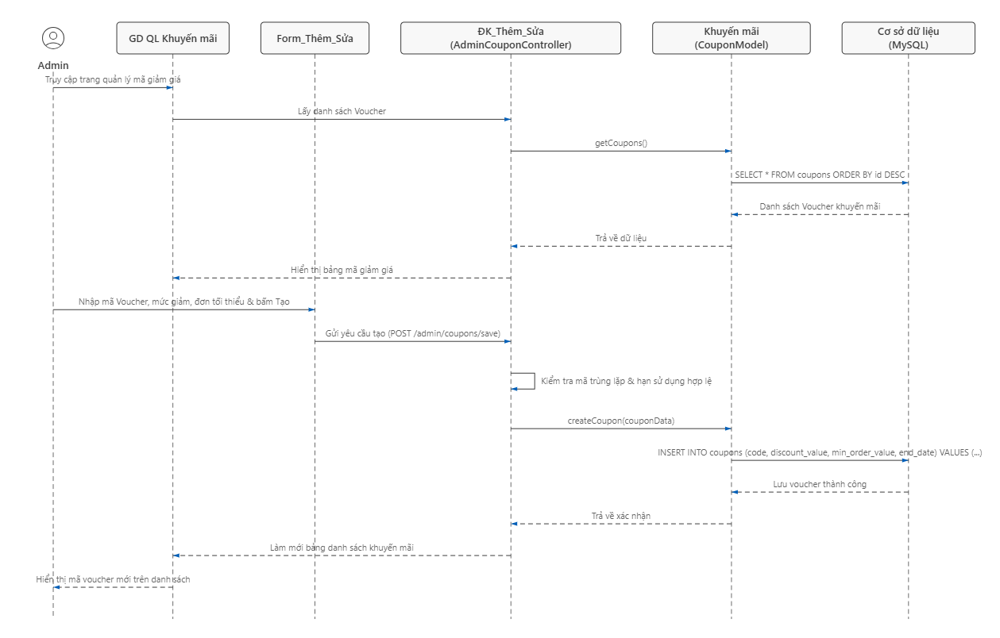 GD QL Khuyến mãi
Form_Thêm_Sửa
ĐK_Thêm_Sửa
(AdminCouponController)
Khuyến mãi
(CouponModel)
Cơ sở dữ liệu
(MySQL)
Admin
Truy cập trang quản lý mã giảm giá
Lấy danh sách Voucher
getCoupons()
SELECT * FROM coupons ORDER BY id DESC
Danh sách Voucher khuyến mãi
Trả về dữ liệu
Hiển thị bảng mã giảm giá
Nhập mã Voucher, mức giảm, đơn tối thiểu & bấm Tạo
Gửi yêu cầu tạo (POST /admin/coupons/save)
Kiểm tra mã trùng lặp & hạn sử dụng hợp lệ
createCoupon(couponData)
INSERT INTO coupons (code, discount_value, min_order_value, end_date) VALUES (...)
Lưu voucher thành công
Trả về xác nhận
Làm mới bảng danh sách khuyến mãi
Hiển thị mã voucher mới trên danh sách